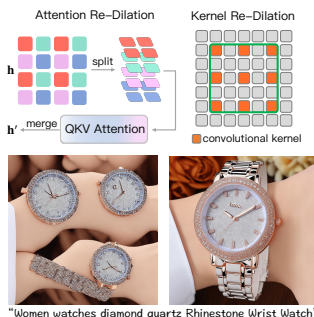 Attention Re-Dilation
Kernel Re-Dilation
h
split
h′
merge
QKV Attention
convolutional kernel
"Women watches diamond quartz Rhinestone Wrist Watch"